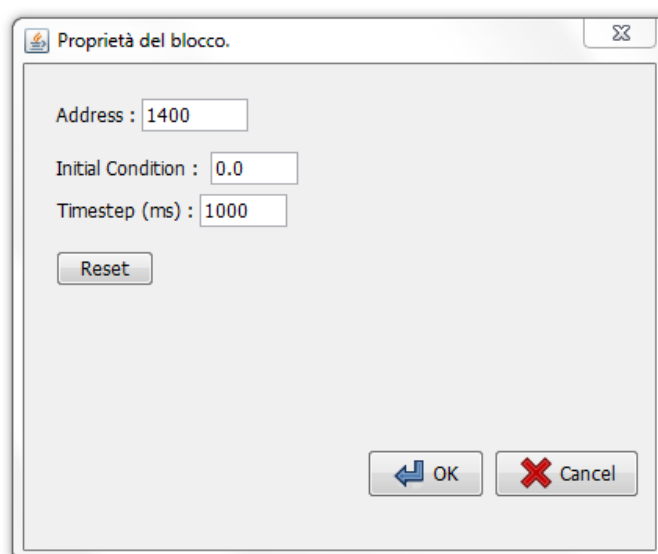 Proprietà del blocco.
Address : 1400
Initial Condition : 0.0
Timestep (ms) : 1000
Reset
OK Cancel